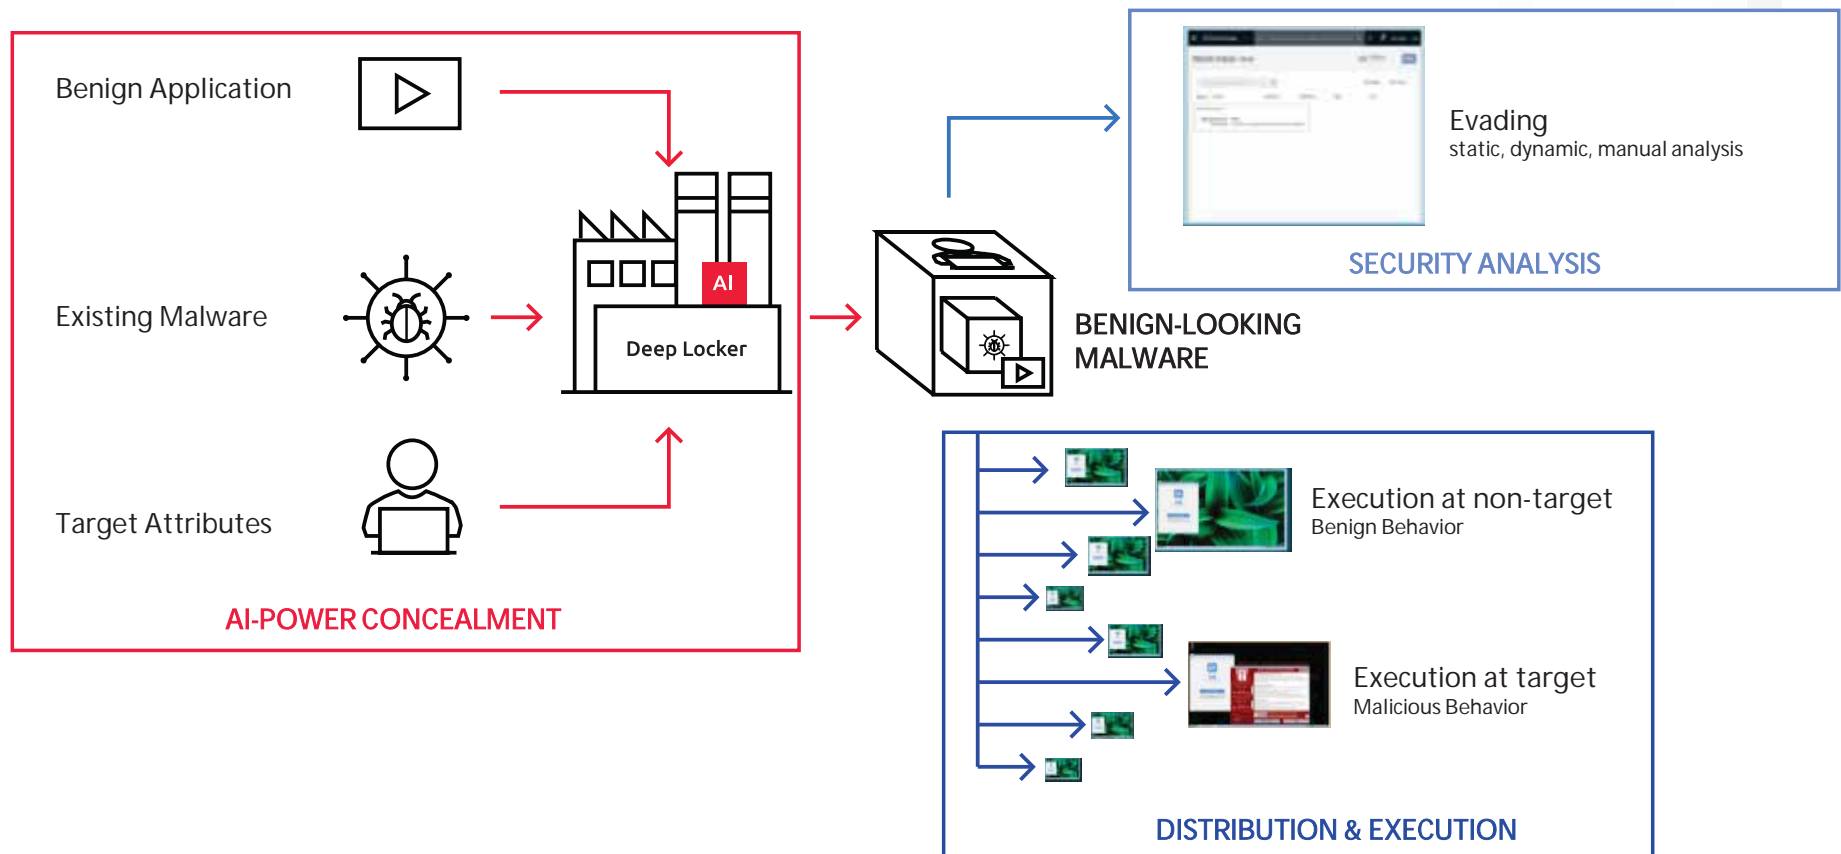 Benign Application
Existing Malware
Target Attributes
AI
Deep Locker
AI-POWER CONCEALMENT
BENIGN-LOOKING
MALWARE
Evading
static, dynamic, manual analysis
SECURITY ANALYSIS
Execution at non-target
Benign Behavior
Execution at target
Malicious Behavior
DISTRIBUTION & EXECUTION